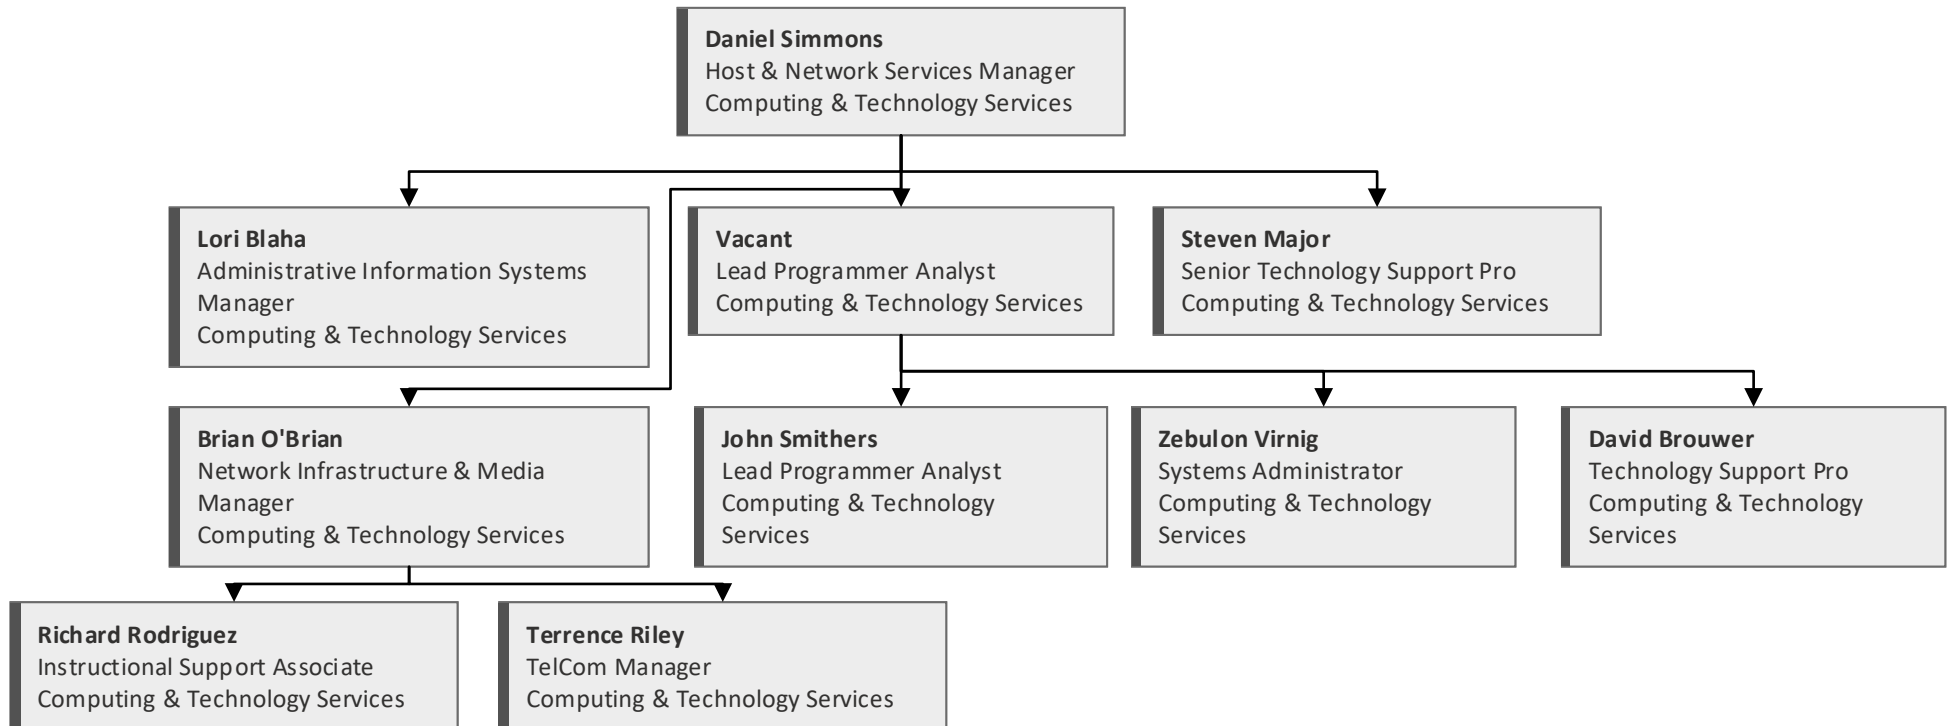 Daniel Simmons
Host & Network Services Manager
Computing & Technology Services
Lori Blaha
Administrative Information Systems
Manager
Computing & Technology Services
Vacant
Lead Programmer Analyst
Computing & Technology Services
Steven Major
Senior Technology Support Pro
Computing & Technology Services
Brian O'Brian
Network Infrastructure & Media
Manager
Computing & Technology Services
John Smithers
Lead Programmer Analyst
Computing & Technology
Services
Zebulon Virnig
Systems Administrator
Computing & Technology
Services
David Brouwer
Technology Support Pro
Computing & Technology
Services
Richard Rodriguez
Instructional Support Associate
Computing & Technology Services
Terrence Riley
TelCom Manager
Computing & Technology Services